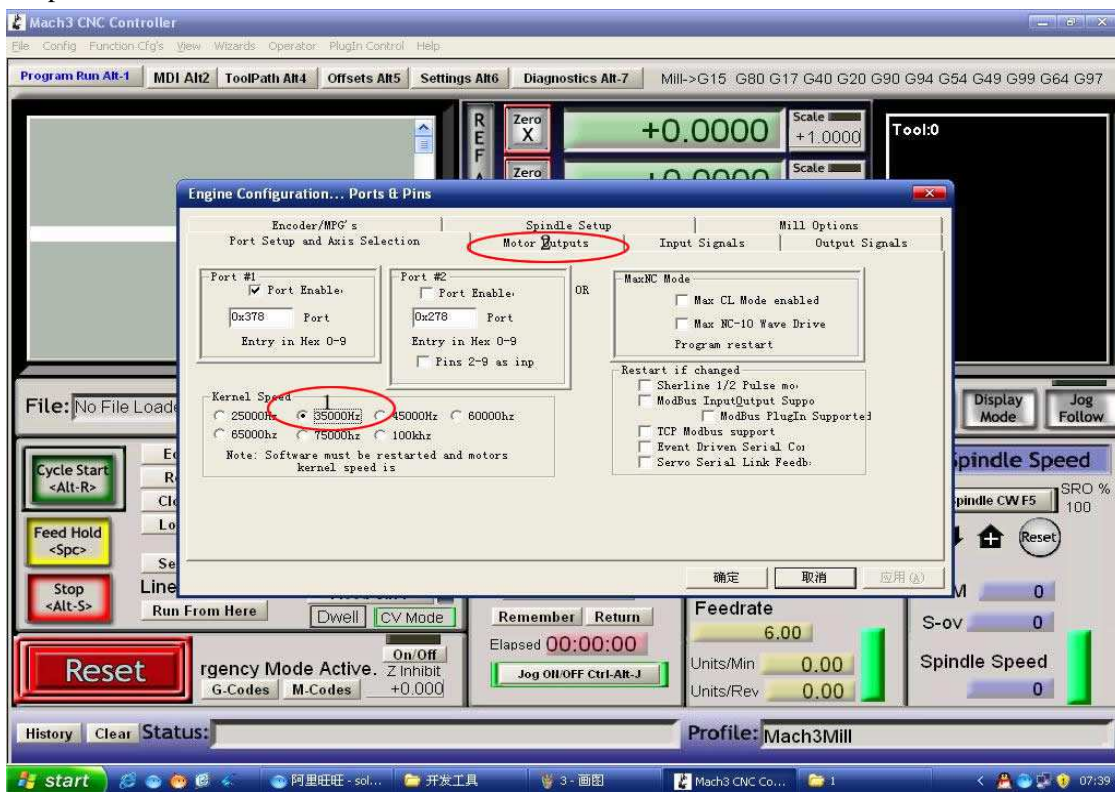 Mach3 CNC Controller
File Config Function Cfg's View Wizards Operator PlugIn Control Help
Program Run Alt-1 MDI Alt2 ToolPath Alt4 Offsets Alt5 Settings Alt6 Diagnostics Alt-7 Mill->G15 G80 G17 G40 G20 G90 G94 G54 G49 G99 G64 G97
REF
Zero X +0.0000 Scale +1.0000
Tool:0
Zero Scale
Engine Configuration... Ports & Pins
Encoder/MPG's Spindle Setup Mill Options
Port Setup and Axis Selection Motor Outputs Input Signals Output Signals
2
Port #1
Port Enable
0x378 Port
Entry in Hex 0-9
Port #2
Port Enable
0x278 Port
Entry in Hex 0-9
Pins 2-9 as inp
OR
MaxNC Mode
Max CL Mode enabled
Max NC-10 Wave Drive
Program restart
Restart if changed
Sherline 1/2 Pulse mo
ModBus InputOutput Suppo
ModBus PlugIn Supported
TCP Modbus support
Event Driven Serial Co
Servo Serial Link Feedb
Kernel Speed
1
25000Hz 35000Hz 45000Hz 60000hz
65000hz 75000hz 100khz
Note: Software must be restarted and motors
kernel speed is
确定 取消 应用(A)
File: No File Load
Display Mode
Jog Follow
Cycle Start
<Alt-R>
Feed Hold
<Spc>
Stop
<Alt-S>
Ed
R
Cl
Lo
Se
Line
Run From Here
Dwell CV Mode
Remember Return
Elapsed 00:00:00
Jog ON/OFF Ctrl-Alt-J
Reset
rgency Mode Active.
On/Off
Z Inhibit
+0.000
G-Codes M-Codes
Feedrate
6.00
Units/Min 0.00
Units/Rev 0.00
pindle Speed
pindle CW F5
SRO %
100
Reset
M 0
S-ov 0
Spindle Speed
0
History Clear Status:
Profile: Mach3Mill
start 阿里旺旺 - sol... 开发工具 3 - 画图 Mach3 CNC Co... 1 07:39